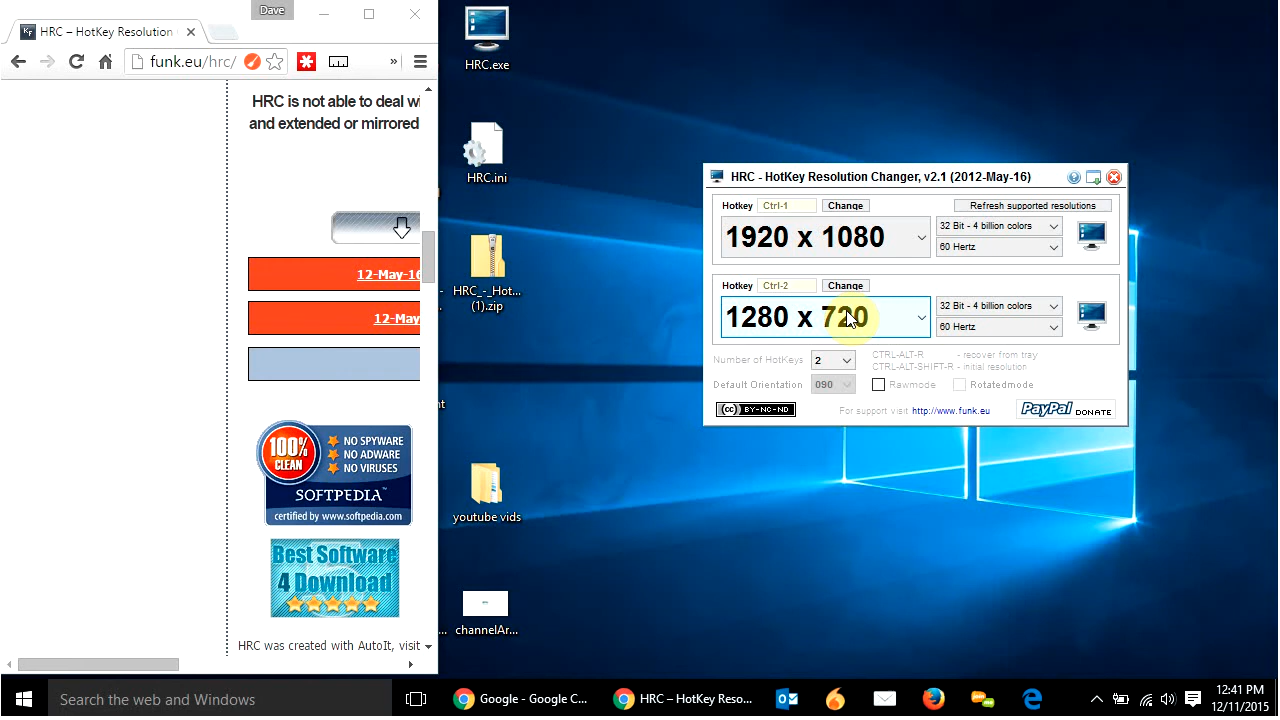 Dave
HRC – HotKey Resolution
funk.eu/hrc/
»
HRC is not able to deal wi
and extended or mirrored
12-May-16
12-May
100%
CLEAN
NO SPYWARE
NO ADWARE
NO VIRUSES
SOFTPEDIA™
certified by www.softpedia.com
Best Software
4 Download
HRC was created with AutoIt, visit
HRC.exe
HRC.ini
HRC_-_Hot...
(1).zip
nt
youtube vids
channelAr...
HRC - HotKey Resolution Changer, v2.1 (2012-May-16)
Hotkey Ctrl-1 Change Refresh supported resolutions
1920 x 1080
32 Bit - 4 billion colors
60 Hertz
Hotkey Ctrl-2 Change
1280 x 720
32 Bit - 4 billion colors
60 Hertz
Number of HotKeys 2
CTRL-ALT-R - recover from tray
CTRL-ALT-SHIFT-R - initial resolution
Default Orientation 090 Rawmode Rotatedmode
(cc) BY-NC-ND For support visit http://www.funk.eu PayPal DONATE
Search the web and Windows
Google - Google C...
HRC – HotKey Reso...
12:41 PM
12/11/2015